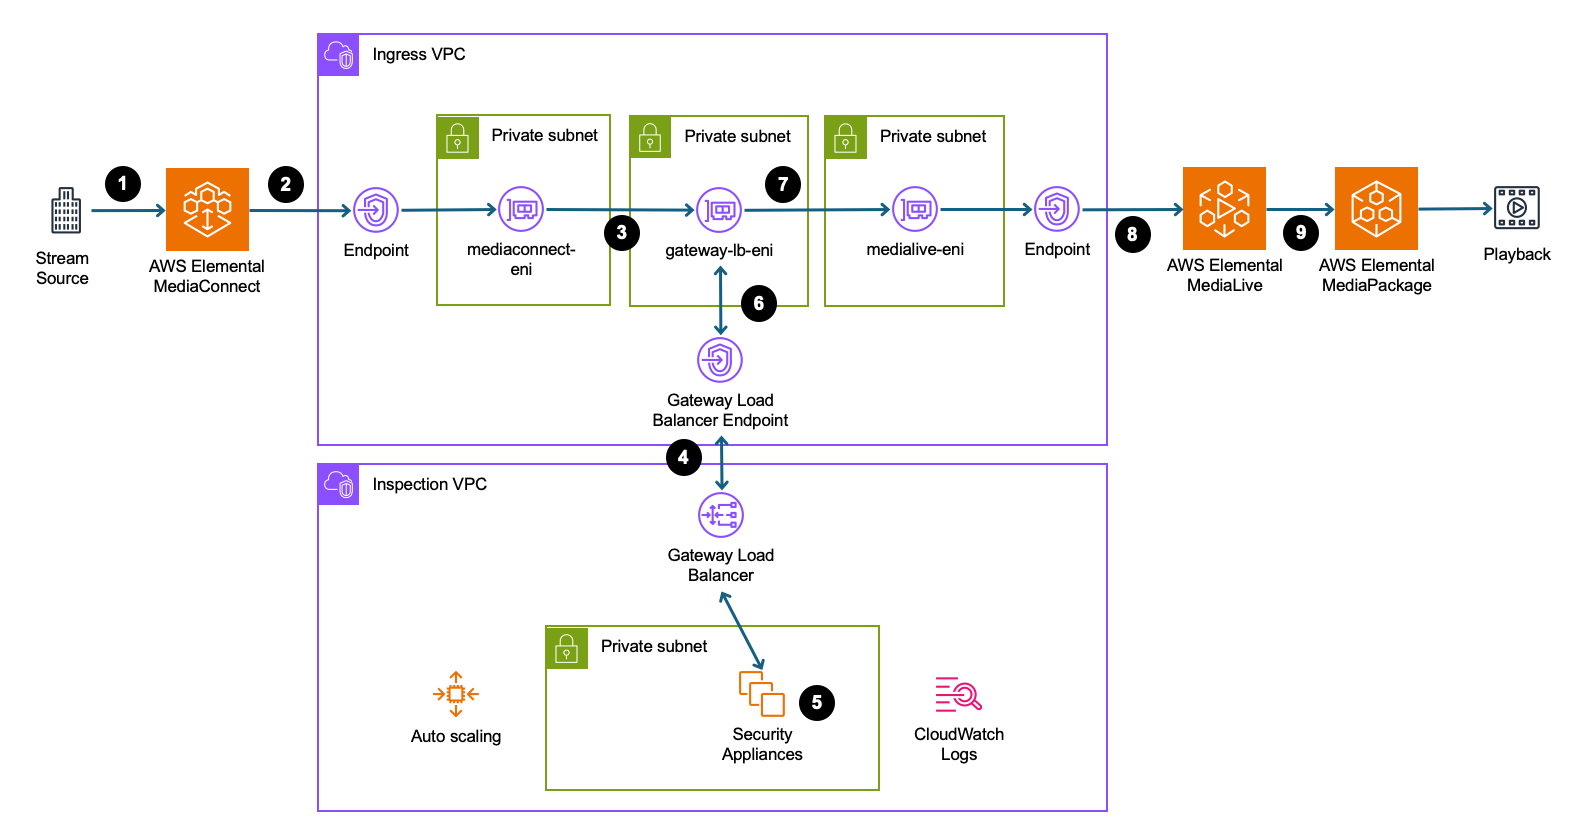 Ingress VPC
Private subnet
Private subnet
Private subnet
1
2
7
3
8
9
Stream
Source
AWS Elemental
MediaConnect
Endpoint
mediaconnect-
eni
gateway-lb-eni
medialive-eni
Endpoint
AWS Elemental
MediaLive
AWS Elemental
MediaPackage
Playback
6
Gateway Load
Balancer Endpoint
4
Inspection VPC
Gateway Load
Balancer
Private subnet
5
Auto scaling
Security
Appliances
CloudWatch
Logs